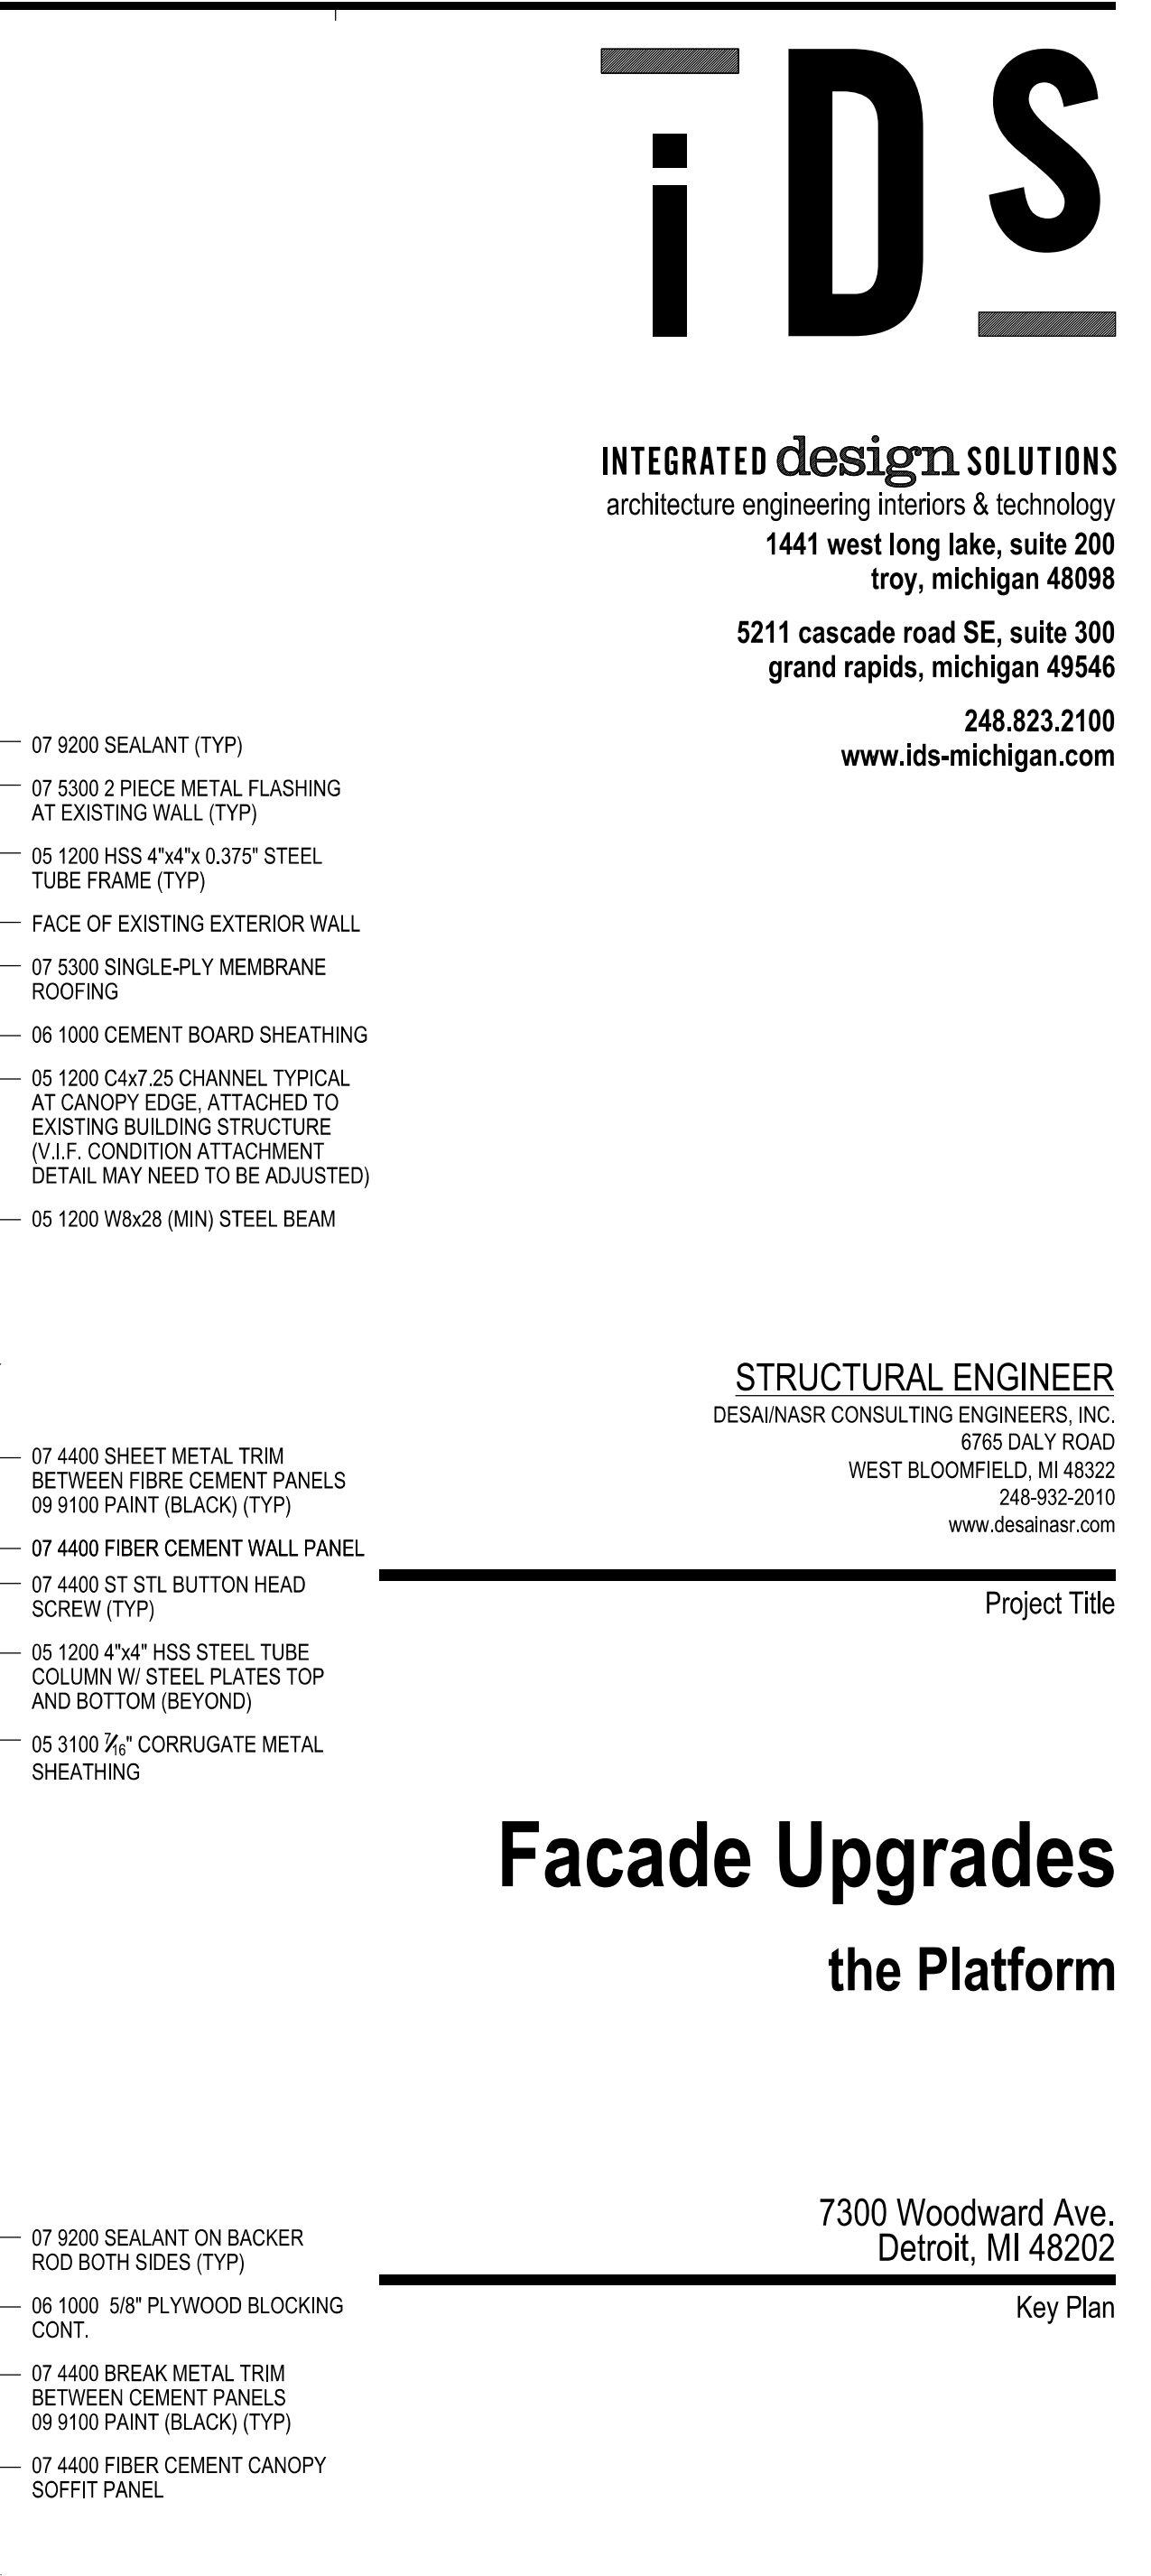 iDS
INTEGRATED design SOLUTIONS
architecture engineering interiors & technology
1441 west long lake, suite 200
troy, michigan 48098
5211 cascade road SE, suite 300
grand rapids, michigan 49546
248.823.2100
www.ids-michigan.com
07 9200 SEALANT (TYP)
07 5300 2 PIECE METAL FLASHING
AT EXISTING WALL (TYP)
05 1200 HSS 4"x4"x 0.375" STEEL
TUBE FRAME (TYP)
FACE OF EXISTING EXTERIOR WALL
07 5300 SINGLE-PLY MEMBRANE
ROOFING
06 1000 CEMENT BOARD SHEATHING
05 1200 C4x7.25 CHANNEL TYPICAL
AT CANOPY EDGE, ATTACHED TO
EXISTING BUILDING STRUCTURE
(V.I.F. CONDITION ATTACHMENT
DETAIL MAY NEED TO BE ADJUSTED)
05 1200 W8x28 (MIN) STEEL BEAM
STRUCTURAL ENGINEER
DESAI/NASR CONSULTING ENGINEERS, INC.
6765 DALY ROAD
WEST BLOOMFIELD, MI 48322
248-932-2010
www.desainasr.com
07 4400 SHEET METAL TRIM
BETWEEN FIBRE CEMENT PANELS
09 9100 PAINT (BLACK) (TYP)
07 4400 FIBER CEMENT WALL PANEL
07 4400 ST STL BUTTON HEAD
SCREW (TYP)
05 1200 4"x4" HSS STEEL TUBE
COLUMN W/ STEEL PLATES TOP
AND BOTTOM (BEYOND)
05 3100 7/16" CORRUGATE METAL
SHEATHING
Project Title
Facade Upgrades
the Platform
7300 Woodward Ave.
Detroit, MI 48202
Key Plan
07 9200 SEALANT ON BACKER
ROD BOTH SIDES (TYP)
06 1000 5/8" PLYWOOD BLOCKING
CONT.
07 4400 BREAK METAL TRIM
BETWEEN CEMENT PANELS
09 9100 PAINT (BLACK) (TYP)
07 4400 FIBER CEMENT CANOPY
SOFFIT PANEL